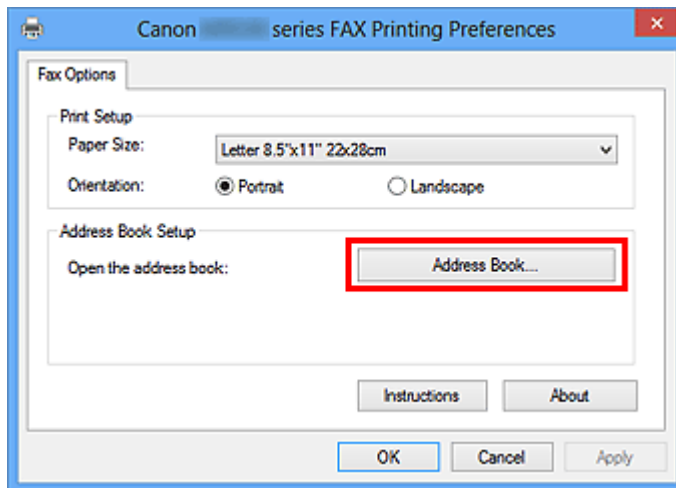 Canon series FAX Printing Preferences
Fax Options
Print Setup
Paper Size: Letter 8.5"x11" 22x28cm
Orientation: Portrait Landscape
Address Book Setup
Open the address book: Address Book...
Instructions About
OK Cancel Apply